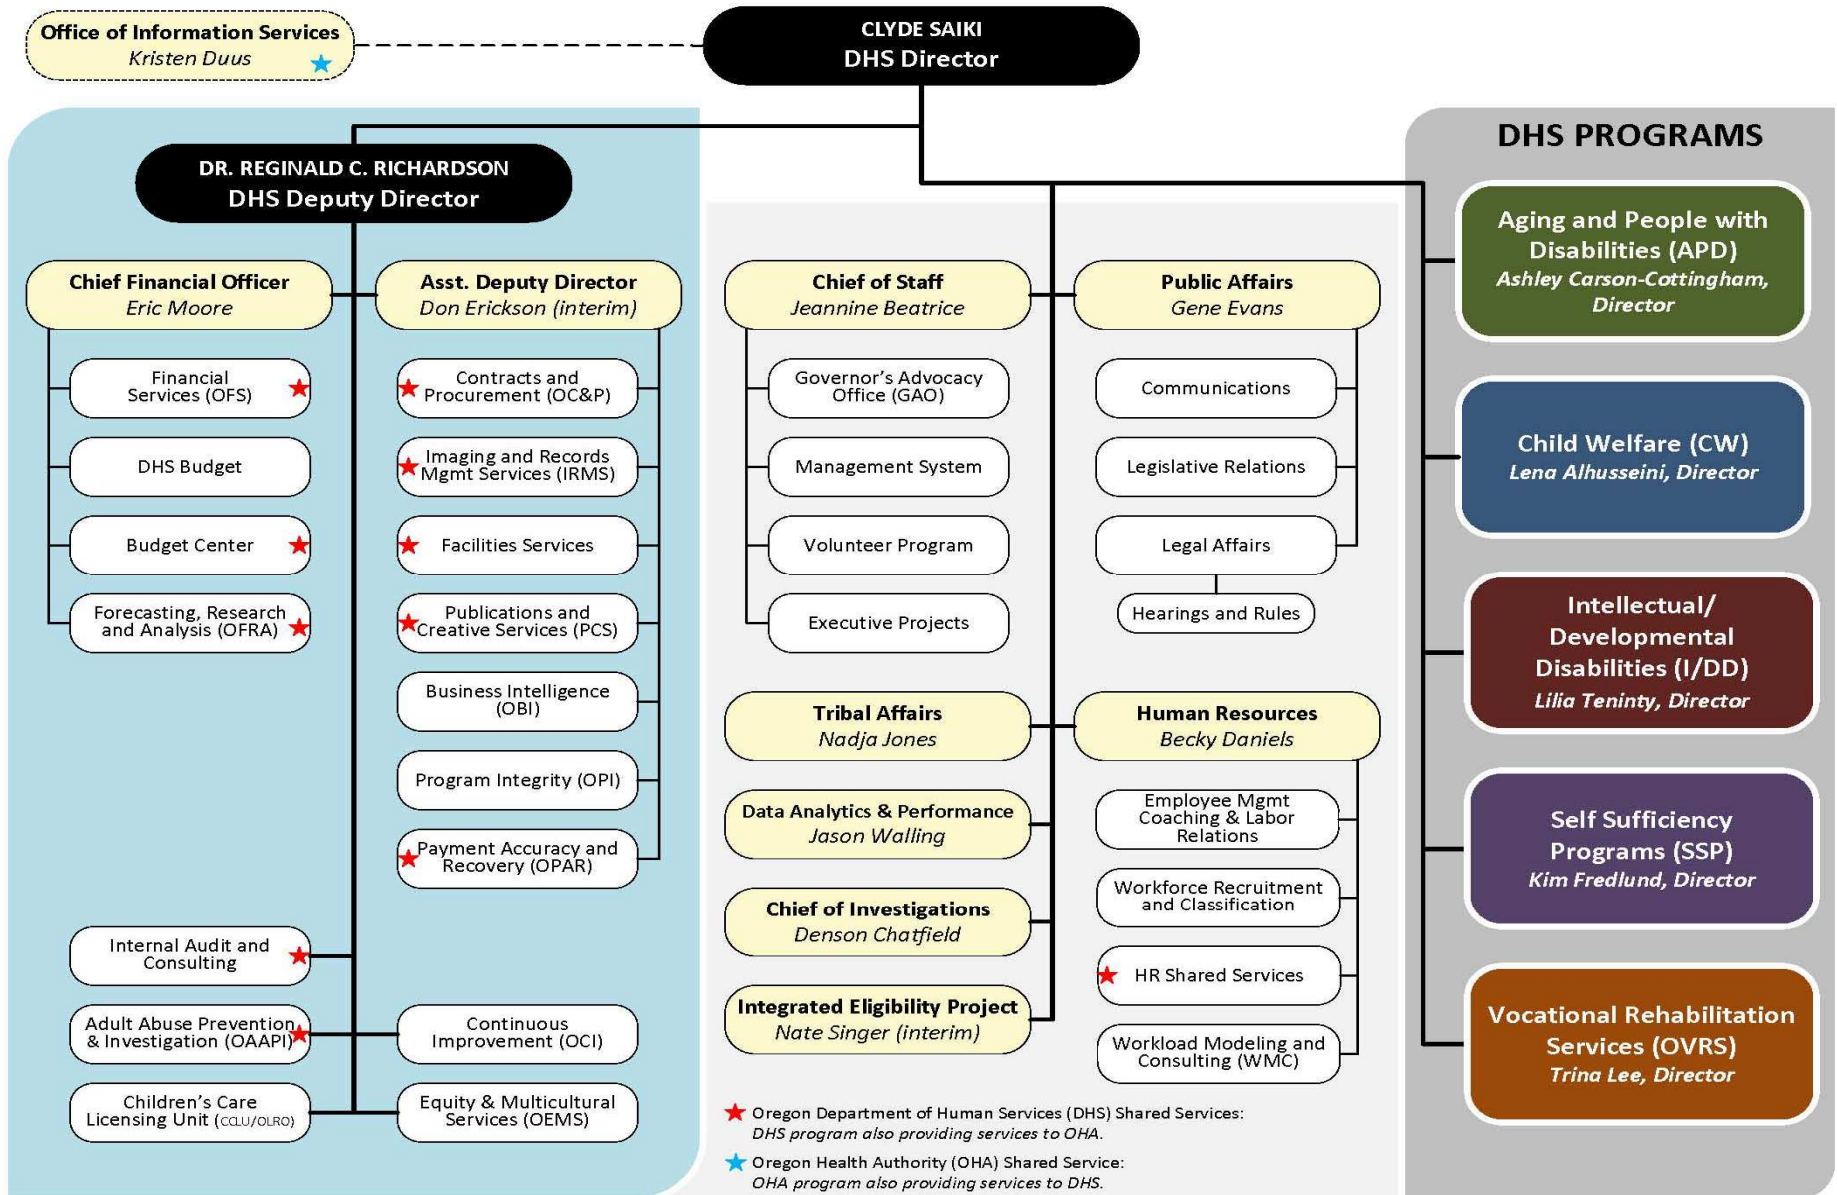 Office of Information Services
Kristen Duus
CLYDE SAIKI
DHS Director
DR. REGINALD C. RICHARDSON
DHS Deputy Director
Chief Financial Officer
Eric Moore
Financial
Services (OFS)
DHS Budget
Budget Center
Forecasting, Research
and Analysis (OFRA)
Asst. Deputy Director
Don Erickson (interim)
Contracts and
Procurement (OC&P)
Imaging and Records
Mgmt Services (IRMS)
Facilities Services
Publications and
Creative Services (PCS)
Business Intelligence
(OBI)
Program Integrity (OPI)
Payment Accuracy and
Recovery (OPAR)
Internal Audit and
Consulting
Adult Abuse Prevention
& Investigation (OAAPI)
Children's Care
Licensing Unit (CCLU/OLRO)
Continuous
Improvement (OCI)
Equity & Multicultural
Services (OEMS)
Chief of Staff
Jeannine Beatrice
Governor's Advocacy
Office (GAO)
Management System
Volunteer Program
Executive Projects
Public Affairs
Gene Evans
Communications
Legislative Relations
Legal Affairs
Hearings and Rules
Tribal Affairs
Nadja Jones
Data Analytics & Performance
Jason Walling
Chief of Investigations
Denson Chatfield
Integrated Eligibility Project
Nate Singer (interim)
Human Resources
Becky Daniels
Employee Mgmt
Coaching & Labor
Relations
Workforce Recruitment
and Classification
HR Shared Services
Workload Modeling and
Consulting (WMC)
Oregon Department of Human Services (DHS) Shared Services:
DHS program also providing services to OHA.
Oregon Health Authority (OHA) Shared Service:
OHA program also providing services to DHS.
DHS PROGRAMS
Aging and People with
Disabilities (APD)
Ashley Carson-Cottingham,
Director
Child Welfare (CW)
Lena Alhusseini, Director
Intellectual/
Developmental
Disabilities (I/DD)
Lilia Teninty, Director
Self Sufficiency
Programs (SSP)
Kim Fredlund, Director
Vocational Rehabilitation
Services (OVRS)
Trina Lee, Director